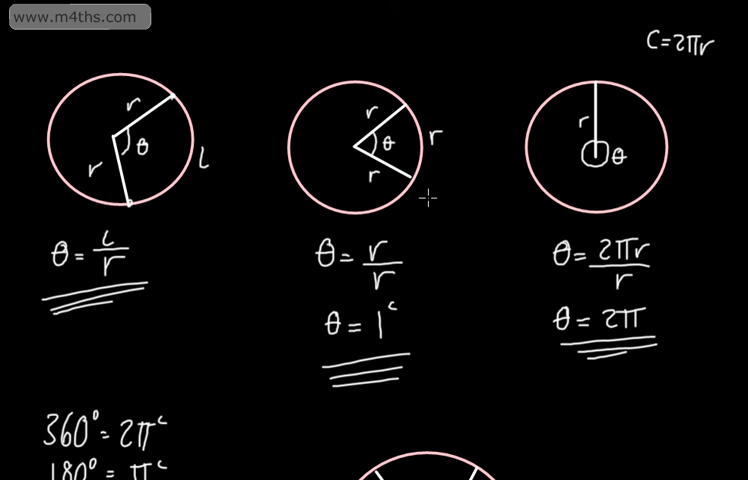 www.m4ths.com
C=2πr
r
θ
r
L
r
θ
r
r
r
θ
θ = L/r
θ = r/r
θ = 2πr/r
θ = 1ᶜ
θ = 2π
360° = 2πᶜ
180° = πᶜ